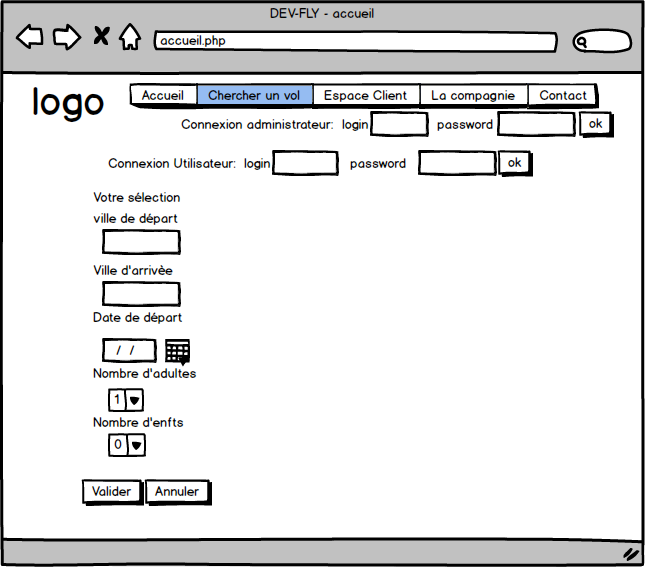 DEV-FLY - accueil
accueil.php
logo
Accueil Chercher un vol Espace Client La compagnie Contact
Connexion administrateur: login password ok
Connexion Utilisateur: login password ok
Votre sélection
ville de départ
Ville d'arrivèe
Date de départ
/ /
Nombre d'adultes
1
Nombre d'enfts
0
Valider Annuler